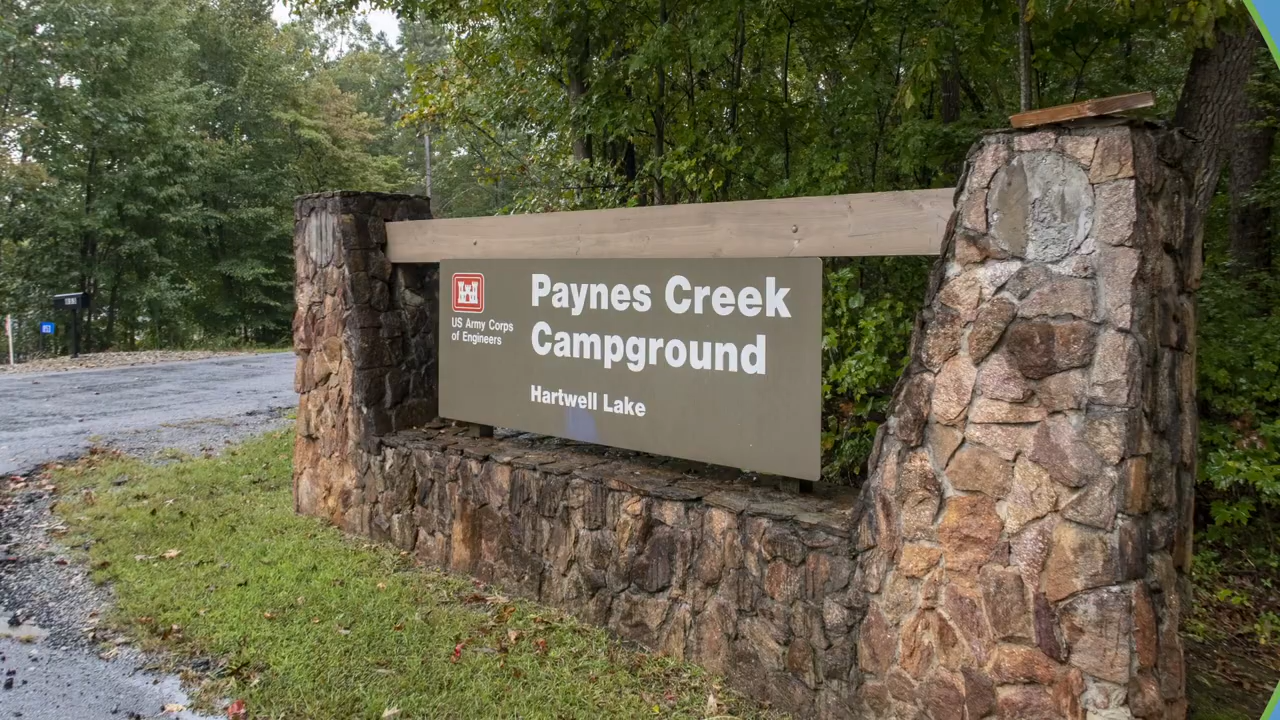 US Army Corps
of Engineers
Paynes Creek
Campground
Hartwell Lake